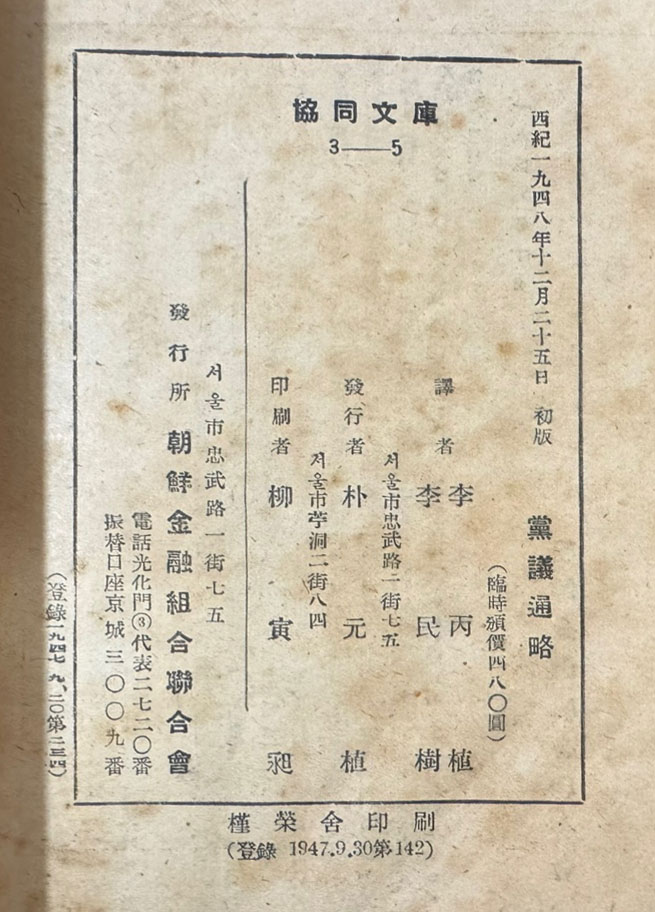 協同文庫
3——5
西紀一九四八年十二月二十五日 初版
黨議通略
(臨時頒價四八〇圓)
譯者 李丙植
李民樹
서울市忠武路一街七五
發行者 朴元植
서울市苧洞二街八四
印刷者 柳寅昶
서울市忠武路一街七五
發行所 朝鮮金融組合聯合會
電話光化門③代表二七二〇番
振替口座京城三〇〇九番
(登錄一九四七、九、二〇第二三四)
槿榮舍印刷
(登錄 1947.9.30第142)